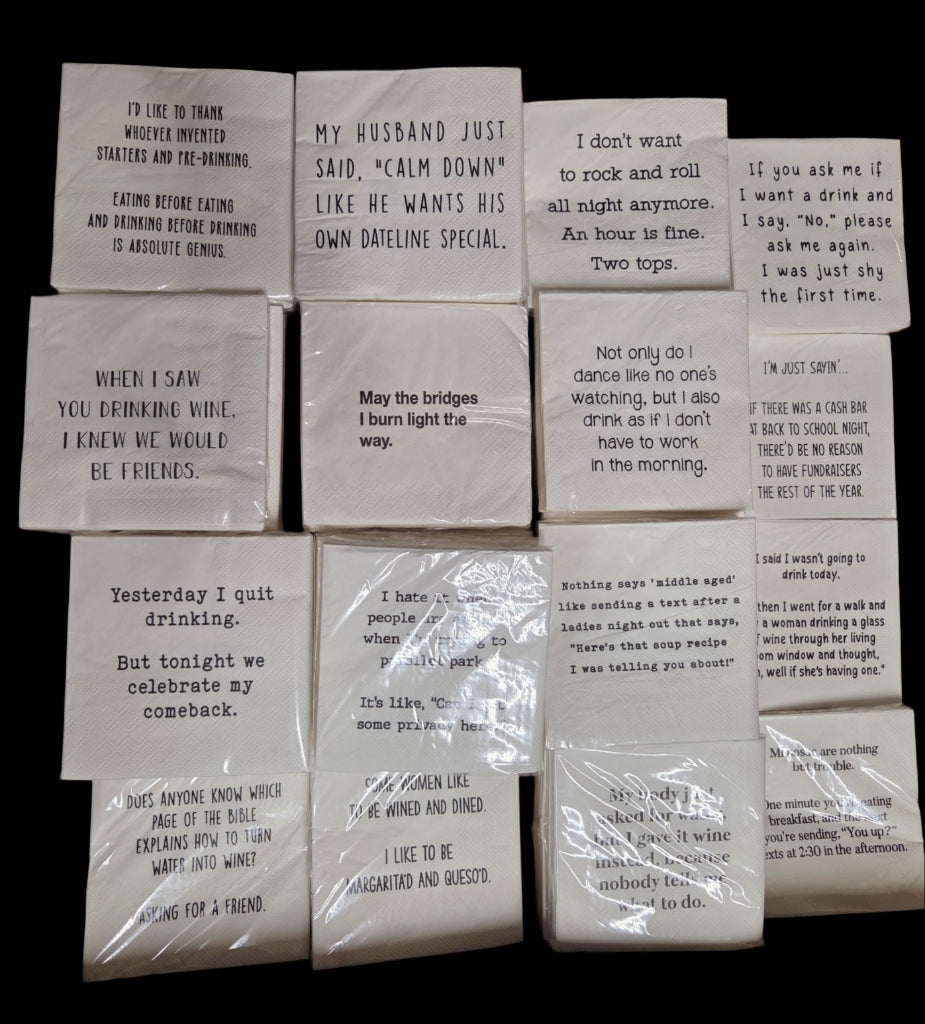 I'D LIKE TO THANK
WHOEVER INVENTED
STARTERS AND PRE-DRINKING.
EATING BEFORE EATING
AND DRINKING BEFORE DRINKING
IS ABSOLUTE GENIUS.
MY HUSBAND JUST
SAID, "CALM DOWN"
LIKE HE WANTS HIS
OWN DATELINE SPECIAL.
I don't want
to rock and roll
all night anymore.
An hour is fine.
Two tops.
If you ask me if
I want a drink and
I say, "No," please
ask me again.
I was just shy
the first time.
WHEN I SAW
YOU DRINKING WINE,
I KNEW WE WOULD
BE FRIENDS.
May the bridges
I burn light the
way.
Not only do I
dance like no one's
watching, but I also
drink as if I don't
have to work
in the morning.
I'M JUST SAYIN'...
IF THERE WAS A CASH BAR
AT BACK TO SCHOOL NIGHT,
THERE'D BE NO REASON
TO HAVE FUNDRAISERS
THE REST OF THE YEAR.
Yesterday I quit
drinking.
But tonight we
celebrate my
comeback.
I hate it when
people are
when I'm to
parallel park
It's like, "Can I
some privacy
Nothing says 'middle aged'
like sending a text after a
ladies night out that says,
"Here's that soup recipe
I was telling you about!"
I said I wasn't going to
drink today.
then I went for a walk and
a woman drinking a glass
wine through her living
window and thought,
well if she's having one."
DOES ANYONE KNOW WHICH
PAGE OF THE BIBLE
EXPLAINS HOW TO TURN
WATER INTO WINE?
ASKING FOR A FRIEND.
SOME WOMEN LIKE
TO BE WINED AND DINED.
I LIKE TO BE
MARGARITA'D AND QUESO'D.
My body just
asked for water
but I gave it wine
instead, because
nobody tells me
what to do.
Mimosas are nothing
but trouble.
One minute you're eating
breakfast, and the next
you're sending, "You up?"
texts at 2:30 in the afternoon.